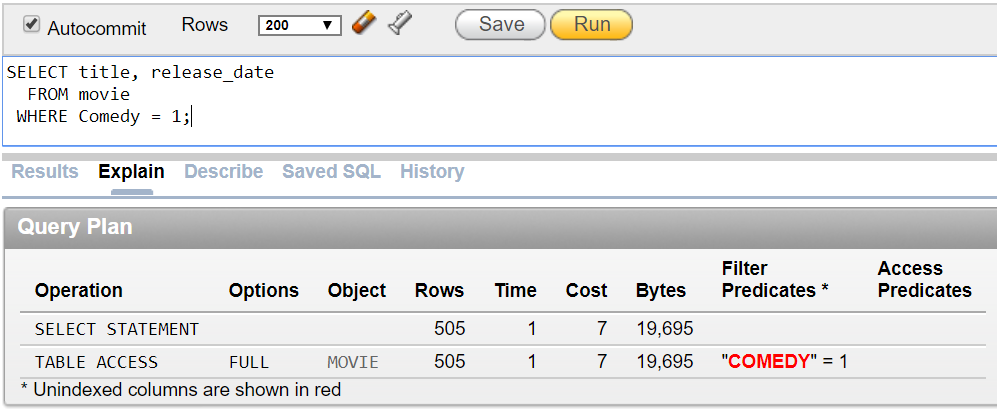 Autocommit Rows 200 Save Run
SELECT title, release_date
FROM movie
WHERE Comedy = 1;
Results Explain Describe Saved SQL History
Query Plan
Operation Options Object Rows Time Cost Bytes Filter Predicates * Access Predicates
SELECT STATEMENT 505 1 7 19,695
TABLE ACCESS FULL MOVIE 505 1 7 19,695 "COMEDY" = 1
* Unindexed columns are shown in red